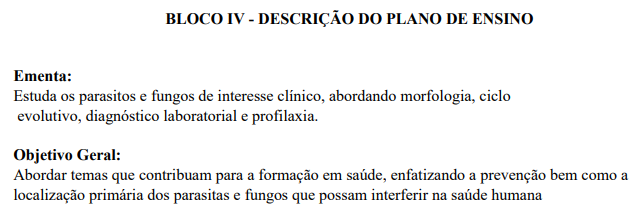 BLOCO IV - DESCRIÇÃO DO PLANO DE ENSINO
Ementa:
Estuda os parasitos e fungos de interesse clínico, abordando morfologia, ciclo
evolutivo, diagnóstico laboratorial e profilaxia.
Objetivo Geral:
Abordar temas que contribuam para a formação em saúde, enfatizando a prevenção bem como a
localização primária dos parasitas e fungos que possam interferir na saúde humana